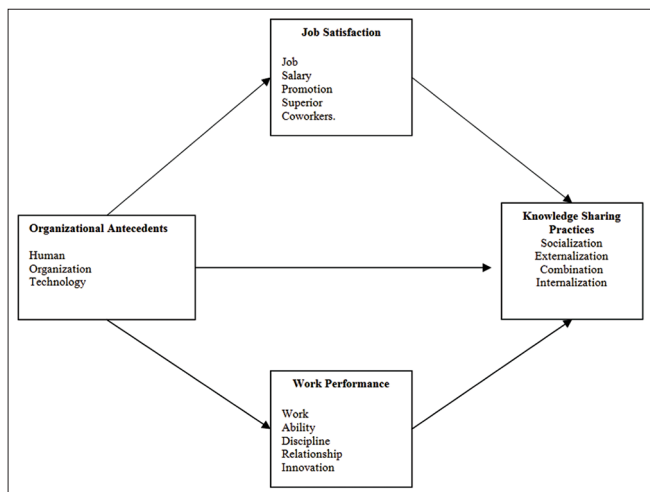 Job Satisfaction
Job
Salary
Promotion
Superior
Coworkers.
Organizational Antecedents
Human
Organization
Technology
Knowledge Sharing
Practices
Socialization
Externalization
Combination
Internalization
Work Performance
Work
Ability
Discipline
Relationship
Innovation